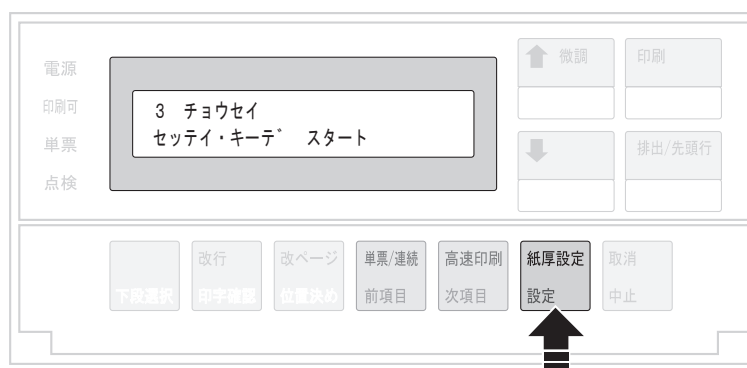 電源
印刷可
単票
点検
3 チョウセイ
セッテイ・キーデ スタート
微調
印刷
排出/先頭行
下段選択
改行
印字確認
改ページ
位置決め
単票/連続
前項目
高速印刷
次項目
紙厚設定
設定
取消
中止